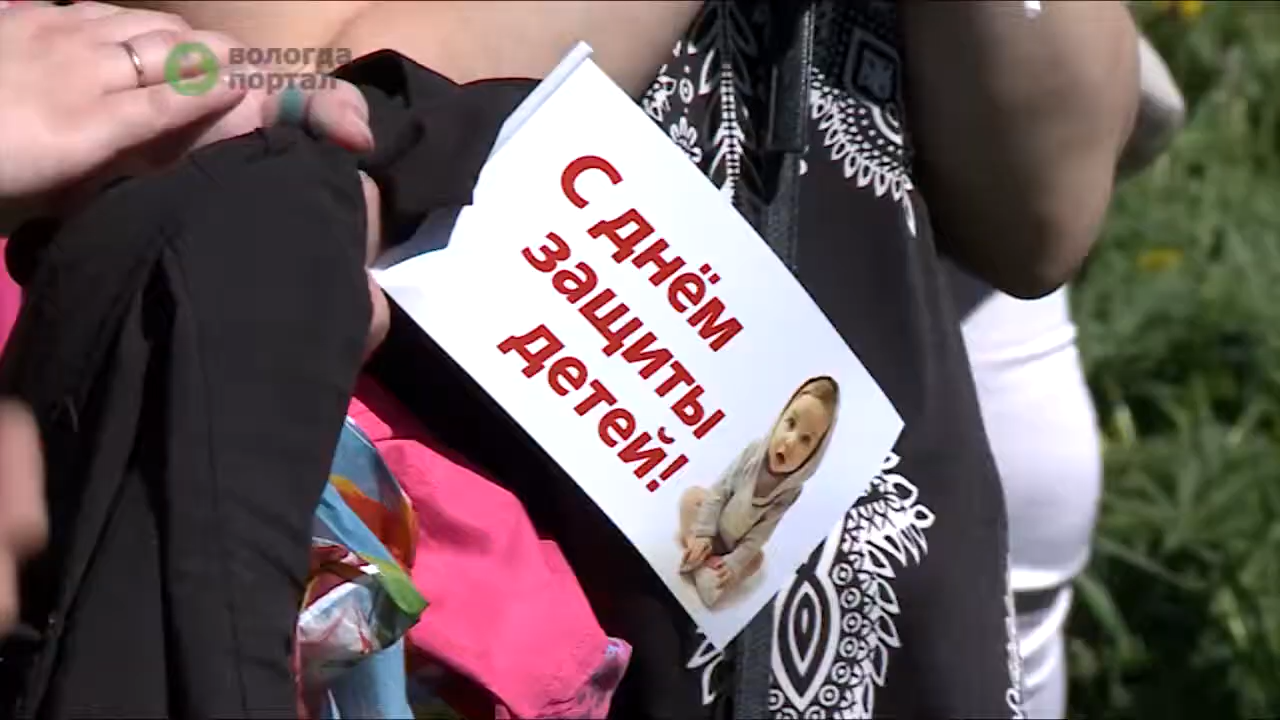 вологда
портал
С днём
защиты
детей!